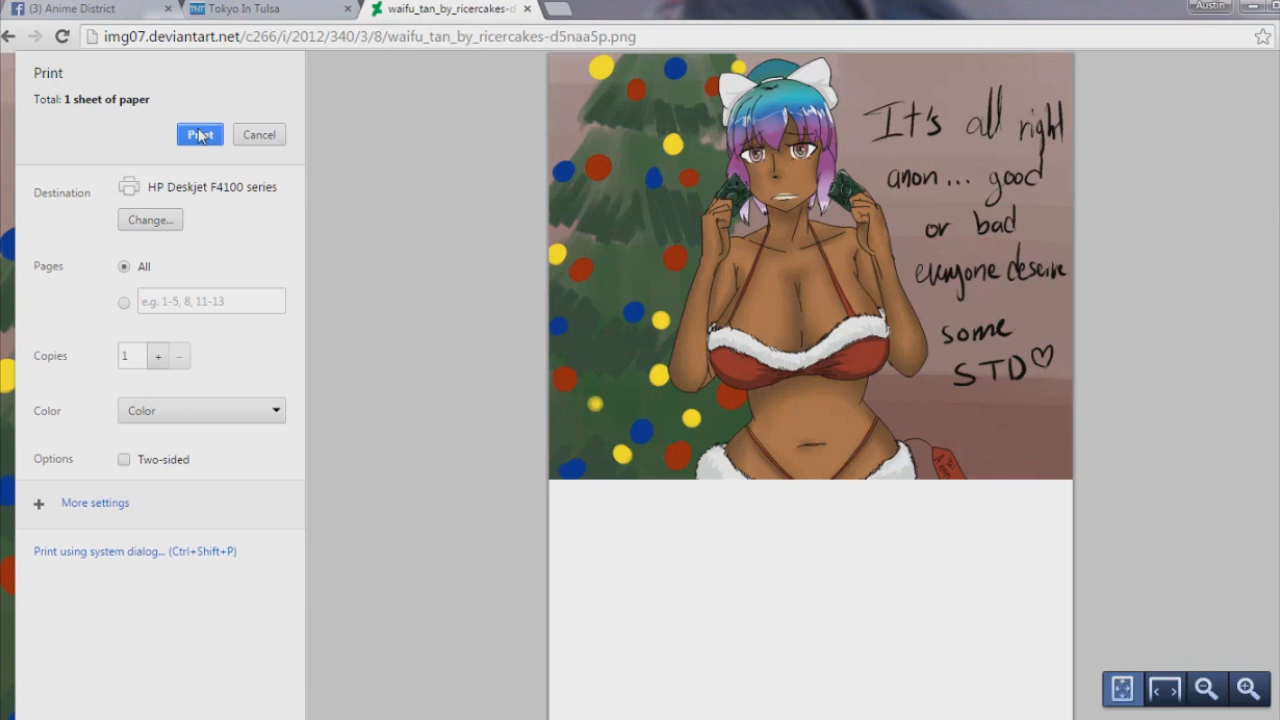 (3) Anime District
Tokyo In Tulsa
waifu_tan_by_ricercakes-d
Austin
img07.deviantart.net/c266/i/2012/340/3/8/waifu_tan_by_ricercakes-d5naa5p.png
Print
Total: 1 sheet of paper
Print
Cancel
Destination
HP Deskjet F4100 series
Change...
Pages
All
e.g. 1-5, 8, 11-13
Copies
1
+
-
Color
Color
Options
Two-sided
+ More settings
Print using system dialog... (Ctrl+Shift+P)
It's all right
anon... good
or bad
everyone deserve
some
STD♡